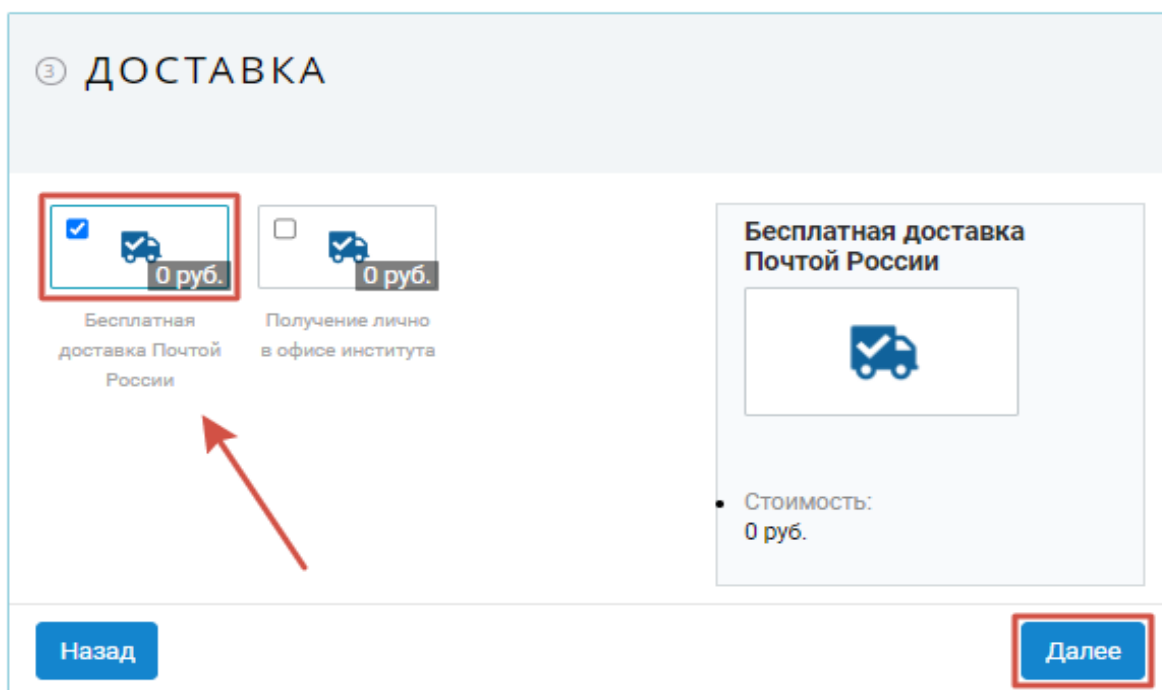 3 ДОСТАВКА
0 руб.
Бесплатная
доставка Почтой
России
0 руб.
Получение лично
в офисе института
Бесплатная доставка
Почтой России
Стоимость:
0 руб.
Назад
Далее